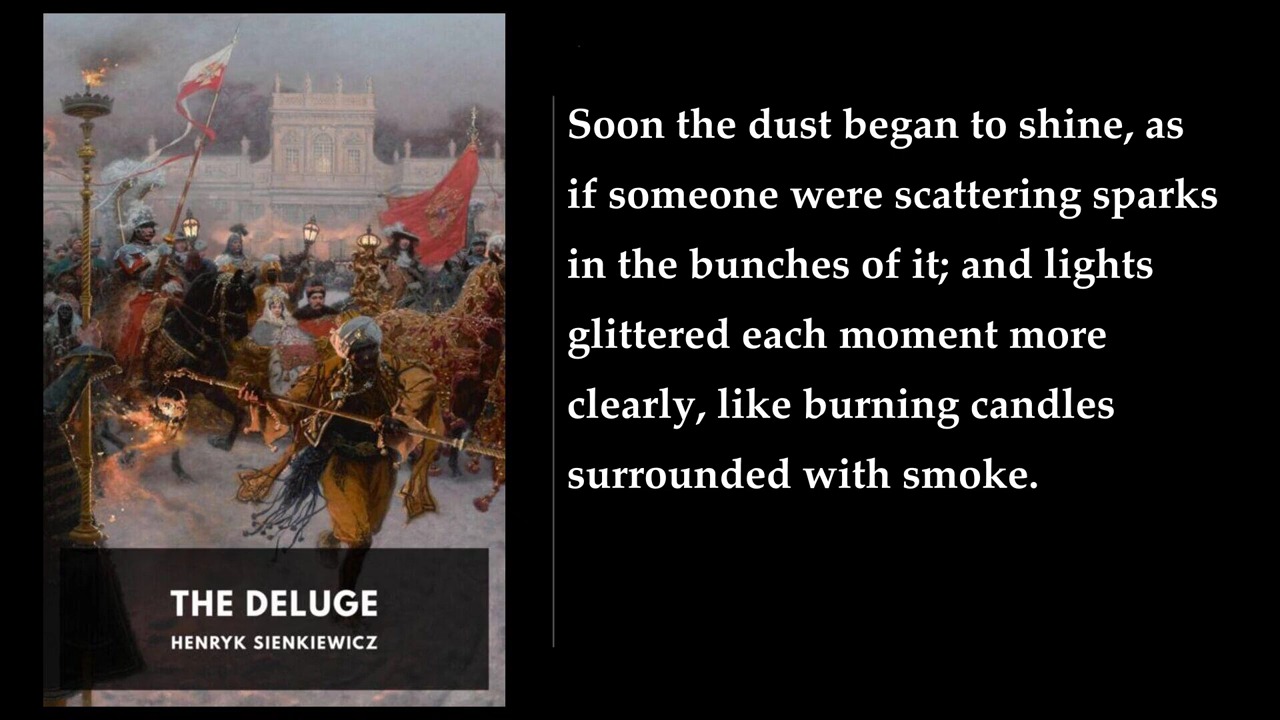 Soon the dust began to shine, as
if someone were scattering sparks
in the bunches of it; and lights
glittered each moment more
clearly, like burning candles
surrounded with smoke.
THE DELUGE
HENRYK SIENKIEWICZ